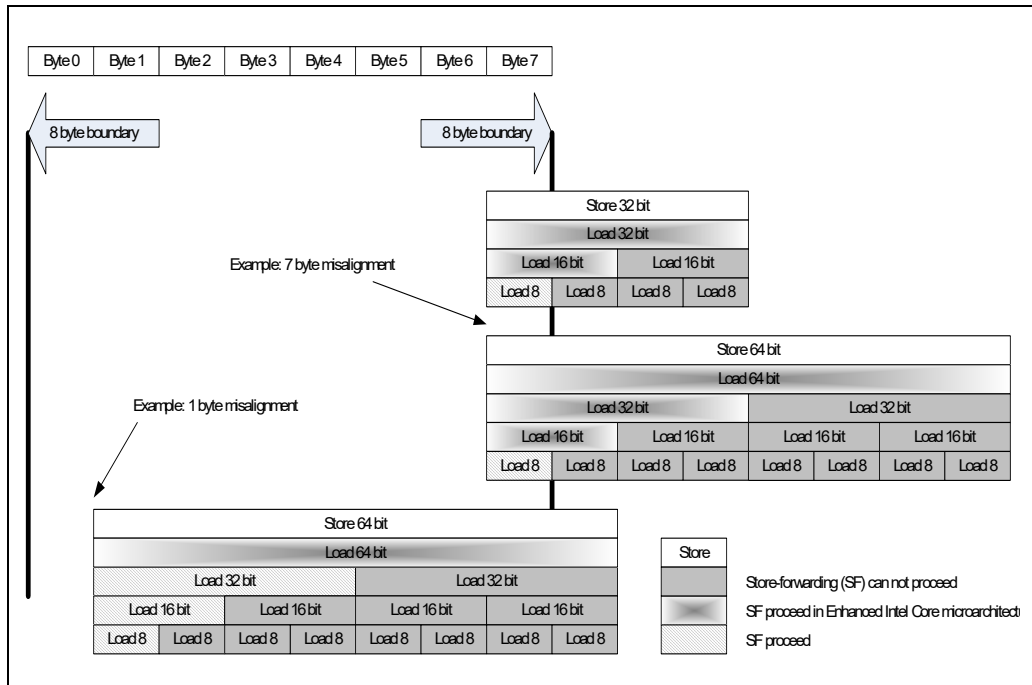 Byte 0 Byte 1 Byte 2 Byte 3 Byte 4 Byte 5 Byte 6 Byte 7
8 byte boundary 8 byte boundary
Store 32 bit
Load 32 bit
Example: 7 byte misalignment
Load 16 bit Load 16 bit
Load 8 Load 8 Load 8 Load 8
Store 64 bit
Load 64 bit
Example: 1 byte misalignment
Load 32 bit Load 32 bit
Load 16 bit Load 16 bit Load 16 bit Load 16 bit
Load 8 Load 8 Load 8 Load 8 Load 8 Load 8 Load 8 Load 8
Store 64 bit
Load 64 bit
Load 32 bit Load 32 bit
Load 16 bit Load 16 bit Load 16 bit Load 16 bit
Load 8 Load 8 Load 8 Load 8 Load 8 Load 8 Load 8 Load 8
Store
Store-forwarding (SF) can not proceed
SF proceed in Enhanced Intel Core microarchitectu
SF proceed